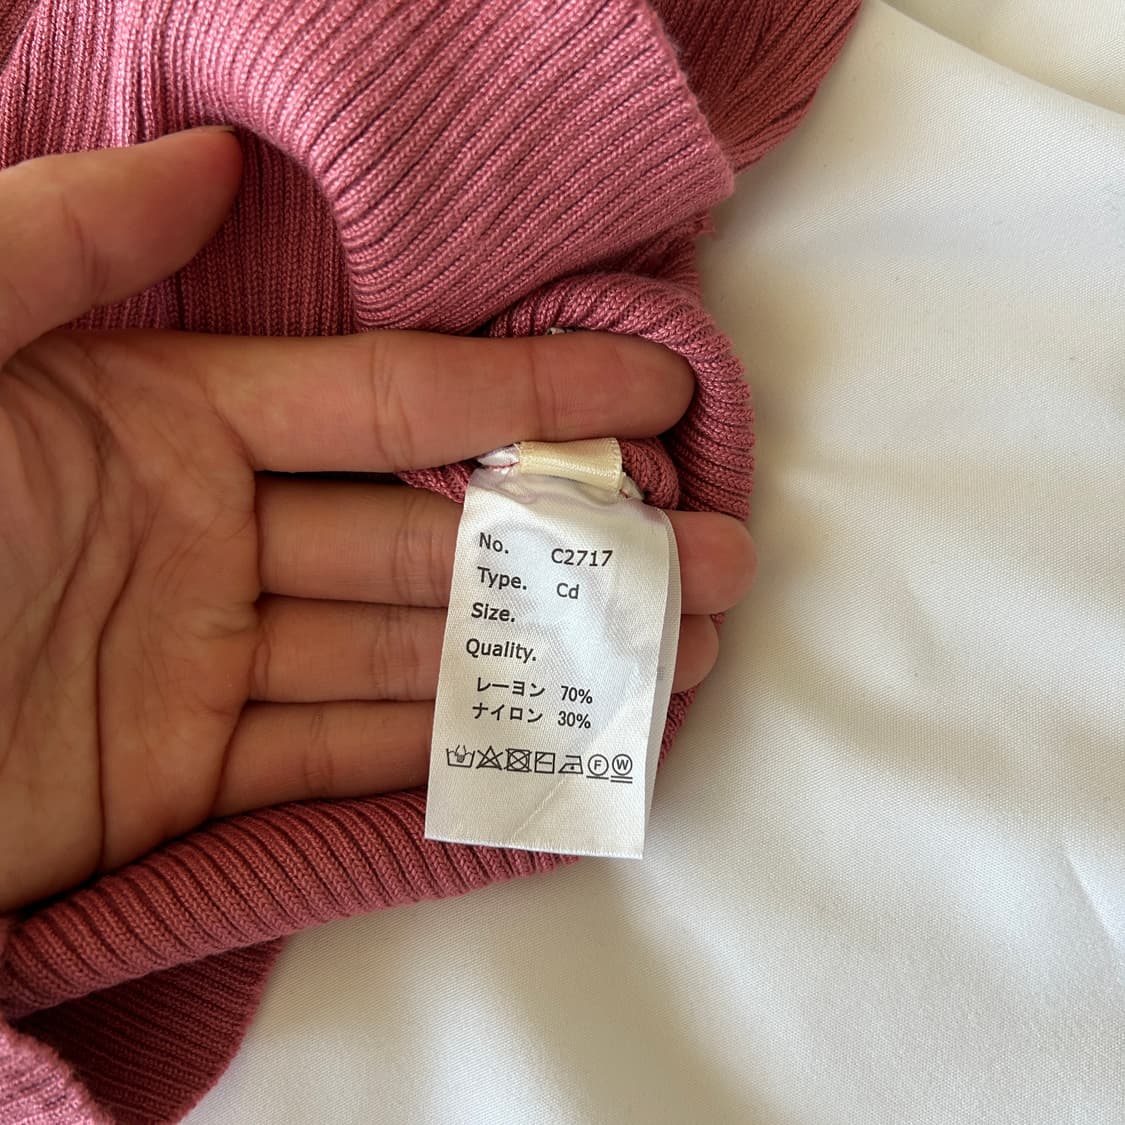 No. C2717
Type. Cd
Size.
Quality.
レーヨン 70%
ナイロン 30%
F W